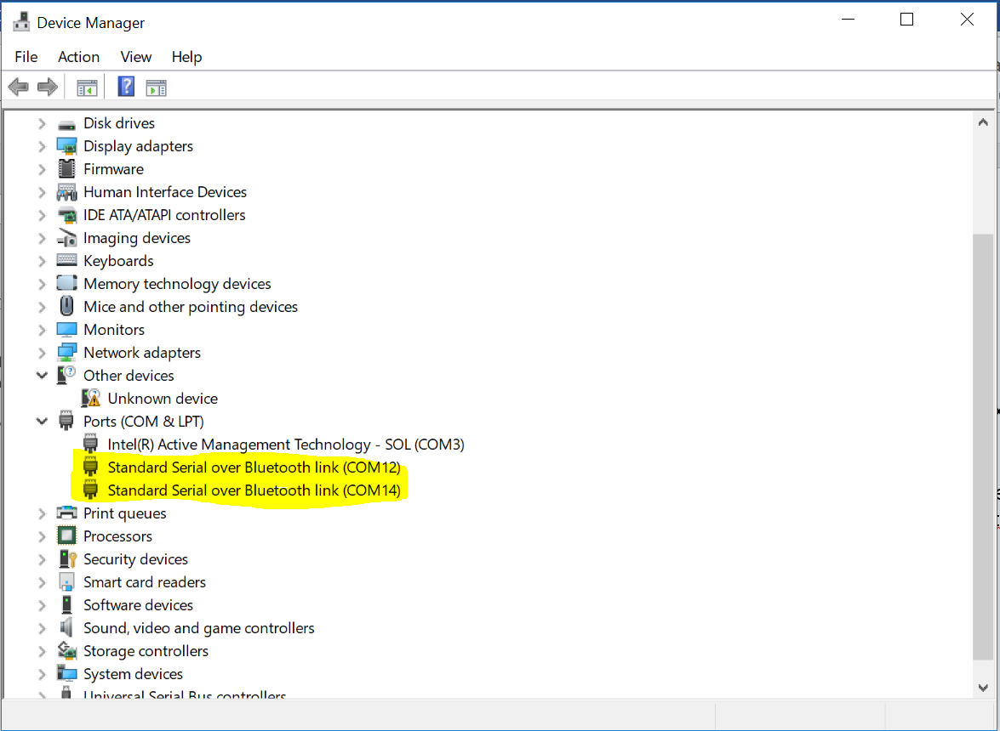 Device Manager
File Action View Help
Disk drives
Display adapters
Firmware
Human Interface Devices
IDE ATA/ATAPI controllers
Imaging devices
Keyboards
Memory technology devices
Mice and other pointing devices
Monitors
Network adapters
Other devices
Unknown device
Ports (COM & LPT)
Intel(R) Active Management Technology - SOL (COM3)
Standard Serial over Bluetooth link (COM12)
Standard Serial over Bluetooth link (COM14)
Print queues
Processors
Security devices
Smart card readers
Software devices
Sound, video and game controllers
Storage controllers
System devices
Universal Serial Bus controllers